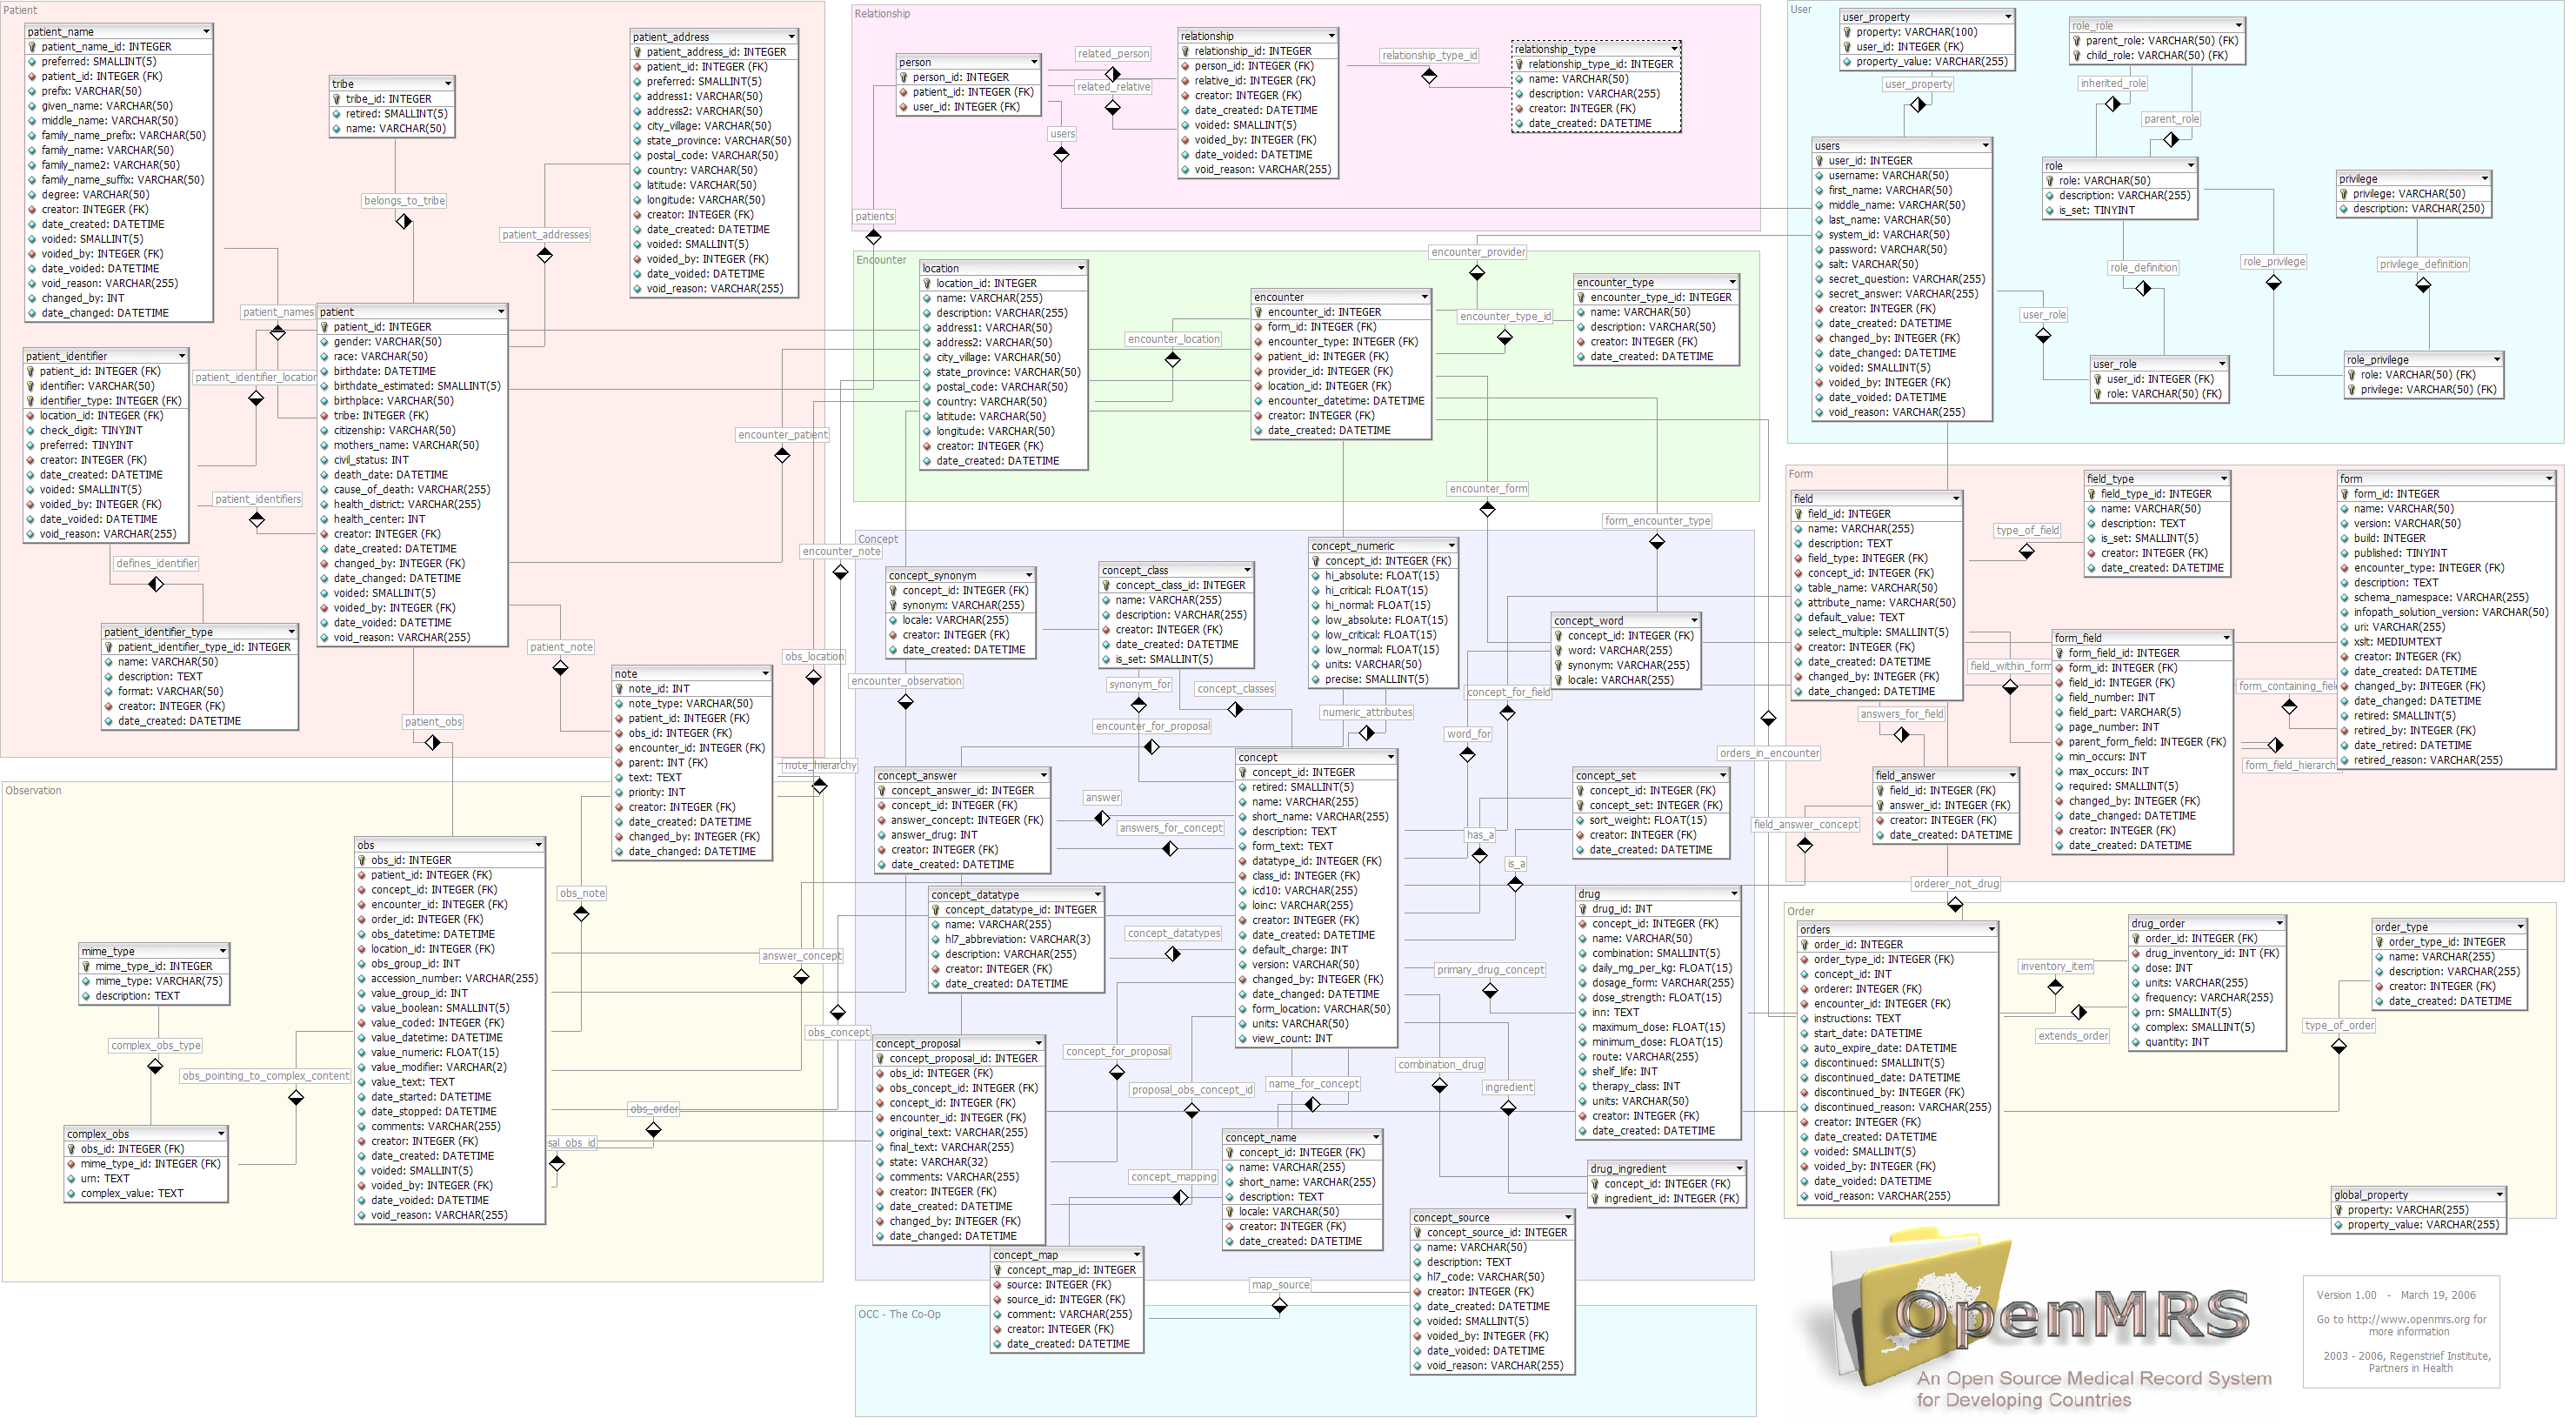 Patient
patient_name
patient_name_id: INTEGER
preferred: SMALLINT(5)
patient_id: INTEGER (FK)
prefix: VARCHAR(50)
given_name: VARCHAR(50)
middle_name: VARCHAR(50)
family_name_prefix: VARCHAR(50)
family_name: VARCHAR(50)
family_name2: VARCHAR(50)
family_name_suffix: VARCHAR(50)
degree: VARCHAR(50)
creator: INTEGER (FK)
date_created: DATETIME
voided: SMALLINT(5)
voided_by: INTEGER (FK)
date_voided: DATETIME
void_reason: VARCHAR(255)
changed_by: INT
date_changed: DATETIME
tribe
tribe_id: INTEGER
retired: SMALLINT(5)
name: VARCHAR(50)
belongs_to_tribe
patient_address
patient_address_id: INTEGER
patient_id: INTEGER (FK)
preferred: SMALLINT(5)
address1: VARCHAR(50)
address2: VARCHAR(50)
city_village: VARCHAR(50)
state_province: VARCHAR(50)
postal_code: VARCHAR(50)
country: VARCHAR(50)
latitude: VARCHAR(50)
longitude: VARCHAR(50)
creator: INTEGER (FK)
date_created: DATETIME
voided: SMALLINT(5)
voided_by: INTEGER (FK)
date_voided: DATETIME
void_reason: VARCHAR(255)
patient_addresses
patient_names
patient_identifier
patient_id: INTEGER (FK)
identifier: VARCHAR(50)
identifier_type: INTEGER (FK)
location_id: INTEGER (FK)
check_digit: TINYINT
preferred: TINYINT
creator: INTEGER (FK)
date_created: DATETIME
voided: SMALLINT(5)
voided_by: INTEGER (FK)
date_voided: DATETIME
void_reason: VARCHAR(255)
patient_identifier_location
patient_identifiers
defines_identifier
patient
patient_id: INTEGER
gender: VARCHAR(50)
race: VARCHAR(50)
birthdate: DATETIME
birthdate_estimated: SMALLINT(5)
birthplace: VARCHAR(50)
tribe: INTEGER (FK)
citizenship: VARCHAR(50)
mothers_name: VARCHAR(50)
civil_status: INT
death_date: DATETIME
cause_of_death: VARCHAR(255)
health_district: VARCHAR(255)
health_center: INT
creator: INTEGER (FK)
date_created: DATETIME
changed_by: INTEGER (FK)
date_changed: DATETIME
voided: SMALLINT(5)
voided_by: INTEGER (FK)
date_voided: DATETIME
void_reason: VARCHAR(255)
patient_identifier_type
patient_identifier_type_id: INTEGER
name: VARCHAR(50)
description: TEXT
format: VARCHAR(50)
creator: INTEGER (FK)
date_created: DATETIME
patient_note
patient_obs
note
note_id: INT
note_type: VARCHAR(50)
patient_id: INTEGER (FK)
obs_id: INTEGER (FK)
encounter_id: INTEGER (FK)
parent: INT (FK)
text: TEXT
priority: INT
creator: INTEGER (FK)
date_created: DATETIME
changed_by: INTEGER (FK)
date_changed: DATETIME
encounter_patient
encounter_note
obs_location
note_hierarchy
Observation
obs
obs_id: INTEGER
patient_id: INTEGER (FK)
concept_id: INTEGER (FK)
encounter_id: INTEGER (FK)
order_id: INTEGER (FK)
obs_datetime: DATETIME
location_id: INTEGER (FK)
obs_group_id: INT
accession_number: VARCHAR(255)
value_group_id: INT
value_boolean: SMALLINT(5)
value_coded: INTEGER (FK)
value_datetime: DATETIME
value_numeric: FLOAT(15)
value_modifier: VARCHAR(2)
value_text: TEXT
date_started: DATETIME
date_stopped: DATETIME
comments: VARCHAR(255)
creator: INTEGER (FK)
date_created: DATETIME
voided: SMALLINT(5)
voided_by: INTEGER (FK)
date_voided: DATETIME
void_reason: VARCHAR(255)
mime_type
mime_type_id: INTEGER
mime_type: VARCHAR(75)
description: TEXT
complex_obs_type
obs_pointing_to_complex_content
complex_obs
obs_id: INTEGER (FK)
mime_type_id: INTEGER (FK)
urn: TEXT
complex_value: TEXT
obs_note
obs_order
sal_obs_id
answer_concept
obs_concept
Relationship
person
person_id: INTEGER
patient_id: INTEGER (FK)
user_id: INTEGER (FK)
related_person
related_relative
users
patients
relationship
relationship_id: INTEGER
person_id: INTEGER (FK)
relative_id: INTEGER (FK)
creator: INTEGER (FK)
date_created: DATETIME
voided: SMALLINT(5)
voided_by: INTEGER (FK)
date_voided: DATETIME
void_reason: VARCHAR(255)
relationship_type_id
relationship_type
relationship_type_id: INTEGER
name: VARCHAR(50)
description: VARCHAR(255)
creator: INTEGER (FK)
date_created: DATETIME
Encounter
location
location_id: INTEGER
name: VARCHAR(255)
description: VARCHAR(255)
address1: VARCHAR(50)
address2: VARCHAR(50)
city_village: VARCHAR(50)
state_province: VARCHAR(50)
postal_code: VARCHAR(50)
country: VARCHAR(50)
latitude: VARCHAR(50)
longitude: VARCHAR(50)
creator: INTEGER (FK)
date_created: DATETIME
encounter_location
encounter
encounter_id: INTEGER
form_id: INTEGER (FK)
encounter_type: INTEGER (FK)
patient_id: INTEGER (FK)
provider_id: INTEGER (FK)
location_id: INTEGER (FK)
encounter_datetime: DATETIME
creator: INTEGER (FK)
date_created: DATETIME
encounter_provider
encounter_type_id
encounter_type
encounter_type_id: INTEGER
name: VARCHAR(50)
description: VARCHAR(50)
creator: INTEGER (FK)
date_created: DATETIME
encounter_form
form_encounter_type
Concept
concept_synonym
concept_id: INTEGER (FK)
synonym: VARCHAR(255)
locale: VARCHAR(255)
creator: INTEGER (FK)
date_created: DATETIME
encounter_observation
concept_class
concept_class_id: INTEGER
name: VARCHAR(255)
description: VARCHAR(255)
creator: INTEGER (FK)
date_created: DATETIME
is_set: SMALLINT(5)
synonym_for
concept_classes
encounter_for_proposal
concept_numeric
concept_id: INTEGER (FK)
hi_absolute: FLOAT(15)
hi_critical: FLOAT(15)
hi_normal: FLOAT(15)
low_absolute: FLOAT(15)
low_critical: FLOAT(15)
low_normal: FLOAT(15)
units: VARCHAR(50)
precise: SMALLINT(5)
numeric_attributes
concept_word
concept_id: INTEGER (FK)
word: VARCHAR(255)
synonym: VARCHAR(255)
locale: VARCHAR(255)
concept_for_field
word_for
orders_in_encounter
concept_answer
concept_answer_id: INTEGER
concept_id: INTEGER (FK)
answer_concept: INTEGER (FK)
answer_drug: INT
creator: INTEGER (FK)
date_created: DATETIME
answer
answers_for_concept
concept
concept_id: INTEGER
retired: SMALLINT(5)
name: VARCHAR(255)
short_name: VARCHAR(255)
description: TEXT
form_text: TEXT
datatype_id: INTEGER (FK)
class_id: INTEGER (FK)
icd10: VARCHAR(255)
loinc: VARCHAR(255)
creator: INTEGER (FK)
date_created: DATETIME
default_charge: INT
version: VARCHAR(50)
changed_by: INTEGER (FK)
date_changed: DATETIME
form_location: VARCHAR(50)
units: VARCHAR(50)
view_count: INT
concept_set
concept_id: INTEGER (FK)
concept_set: INTEGER (FK)
sort_weight: FLOAT(15)
creator: INTEGER (FK)
date_created: DATETIME
has_a
is_a
concept_datatype
concept_datatype_id: INTEGER
name: VARCHAR(255)
hl7_abbreviation: VARCHAR(3)
description: VARCHAR(255)
creator: INTEGER (FK)
date_created: DATETIME
concept_datatypes
primary_drug_concept
drug
drug_id: INT
concept_id: INTEGER (FK)
name: VARCHAR(50)
combination: SMALLINT(5)
daily_mg_per_kg: FLOAT(15)
dosage_form: VARCHAR(255)
dose_strength: FLOAT(15)
inn: TEXT
maximum_dose: FLOAT(15)
minimum_dose: FLOAT(15)
route: VARCHAR(255)
shelf_life: INT
therapy_class: INT
units: VARCHAR(50)
creator: INTEGER (FK)
date_created: DATETIME
concept_proposal
concept_proposal_id: INTEGER
obs_id: INTEGER (FK)
obs_concept_id: INTEGER (FK)
concept_id: INTEGER (FK)
encounter_id: INTEGER (FK)
original_text: VARCHAR(255)
final_text: VARCHAR(255)
state: VARCHAR(32)
comments: VARCHAR(255)
creator: INTEGER (FK)
date_created: DATETIME
changed_by: INTEGER (FK)
date_changed: DATETIME
concept_for_proposal
proposal_obs_concept_id
name_for_concept
combination_drug
ingredient
concept_mapping
concept_name
concept_id: INTEGER (FK)
name: VARCHAR(255)
short_name: VARCHAR(255)
description: TEXT
locale: VARCHAR(50)
creator: INTEGER (FK)
date_created: DATETIME
drug_ingredient
concept_id: INTEGER (FK)
ingredient_id: INTEGER (FK)
concept_map
concept_map_id: INTEGER
source: INTEGER (FK)
source_id: INTEGER (FK)
comment: VARCHAR(255)
creator: INTEGER (FK)
date_created: DATETIME
map_source
concept_source
concept_source_id: INTEGER
name: VARCHAR(50)
description: TEXT
hl7_code: VARCHAR(50)
creator: INTEGER (FK)
date_created: DATETIME
voided: SMALLINT(5)
voided_by: INTEGER (FK)
date_voided: DATETIME
void_reason: VARCHAR(255)
OCC - The Co-Op
User
user_property
property: VARCHAR(100)
user_id: INTEGER (FK)
property_value: VARCHAR(255)
user_property
role_role
parent_role: VARCHAR(50) (FK)
child_role: VARCHAR(50) (FK)
inherited_role
parent_role
users
user_id: INTEGER
username: VARCHAR(50)
first_name: VARCHAR(50)
middle_name: VARCHAR(50)
last_name: VARCHAR(50)
system_id: VARCHAR(50)
password: VARCHAR(50)
salt: VARCHAR(50)
secret_question: VARCHAR(255)
secret_answer: VARCHAR(255)
creator: INTEGER (FK)
date_created: DATETIME
changed_by: INTEGER (FK)
date_changed: DATETIME
voided: SMALLINT(5)
voided_by: INTEGER (FK)
date_voided: DATETIME
void_reason: VARCHAR(255)
role
role: VARCHAR(50)
description: VARCHAR(255)
is_set: TINYINT
privilege
privilege: VARCHAR(50)
description: VARCHAR(250)
role_definition
role_privilege
privilege_definition
user_role
user_role
user_id: INTEGER (FK)
role: VARCHAR(50) (FK)
role_privilege
role: VARCHAR(50) (FK)
privilege: VARCHAR(50) (FK)
Form
field
field_id: INTEGER
name: VARCHAR(255)
description: TEXT
field_type: INTEGER (FK)
concept_id: INTEGER (FK)
table_name: VARCHAR(50)
attribute_name: VARCHAR(50)
default_value: TEXT
select_multiple: SMALLINT(5)
creator: INTEGER (FK)
date_created: DATETIME
changed_by: INTEGER (FK)
date_changed: DATETIME
type_of_field
field_type
field_type_id: INTEGER
name: VARCHAR(50)
description: TEXT
is_set: SMALLINT(5)
creator: INTEGER (FK)
date_created: DATETIME
form
form_id: INTEGER
name: VARCHAR(50)
version: VARCHAR(50)
build: INTEGER
published: TINYINT
encounter_type: INTEGER (FK)
description: TEXT
schema_namespace: VARCHAR(255)
infopath_solution_version: VARCHAR(50)
uri: VARCHAR(255)
xslt: MEDIUMTEXT
creator: INTEGER (FK)
date_created: DATETIME
changed_by: INTEGER (FK)
date_changed: DATETIME
retired: SMALLINT(5)
retired_by: INTEGER (FK)
date_retired: DATETIME
retired_reason: VARCHAR(255)
field_within_form
form_field
form_field_id: INTEGER
form_id: INTEGER (FK)
field_id: INTEGER (FK)
field_number: INT
field_part: VARCHAR(5)
page_number: INT
parent_form_field: INTEGER (FK)
min_occurs: INT
max_occurs: INT
required: SMALLINT(5)
changed_by: INTEGER (FK)
date_changed: DATETIME
creator: INTEGER (FK)
date_created: DATETIME
form_containing_field
form_field_hierarchy
answers_for_field
field_answer
field_id: INTEGER (FK)
answer_id: INTEGER (FK)
creator: INTEGER (FK)
date_created: DATETIME
field_answer_concept
orderer_not_drug
Order
orders
order_id: INTEGER
order_type_id: INTEGER (FK)
concept_id: INT
orderer: INTEGER (FK)
encounter_id: INTEGER (FK)
instructions: TEXT
start_date: DATETIME
auto_expire_date: DATETIME
discontinued: SMALLINT(5)
discontinued_date: DATETIME
discontinued_by: INTEGER (FK)
discontinued_reason: VARCHAR(255)
creator: INTEGER (FK)
date_created: DATETIME
voided: SMALLINT(5)
voided_by: INTEGER (FK)
date_voided: DATETIME
void_reason: VARCHAR(255)
inventory_item
extends_order
drug_order
order_id: INTEGER (FK)
drug_inventory_id: INT (FK)
dose: INT
units: VARCHAR(255)
frequency: VARCHAR(255)
prn: SMALLINT(5)
complex: SMALLINT(5)
quantity: INT
order_type
order_type_id: INTEGER
name: VARCHAR(255)
description: VARCHAR(255)
creator: INTEGER (FK)
date_created: DATETIME
type_of_order
global_property
property: VARCHAR(255)
property_value: VARCHAR(255)
OpenMRS
An Open Source Medical Record System
for Developing Countries
Version 1.00 - March 19, 2006
Go to http://www.openmrs.org for
more information
2003 - 2006, Regenstrief Institute,
Partners in Health